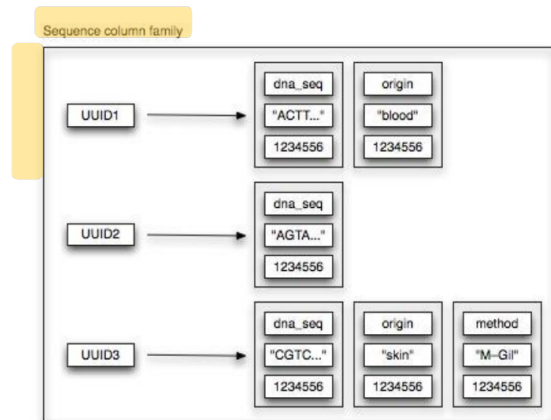 Sequence column family
dna_seq origin
UUID1 "ACTT..." "blood"
1234556 1234556
dna_seq
UUID2 "AGTA..."
1234556
dna_seq origin method
UUID3 "CGTC..." "skin" "M–Gil"
1234556 1234556 1234556